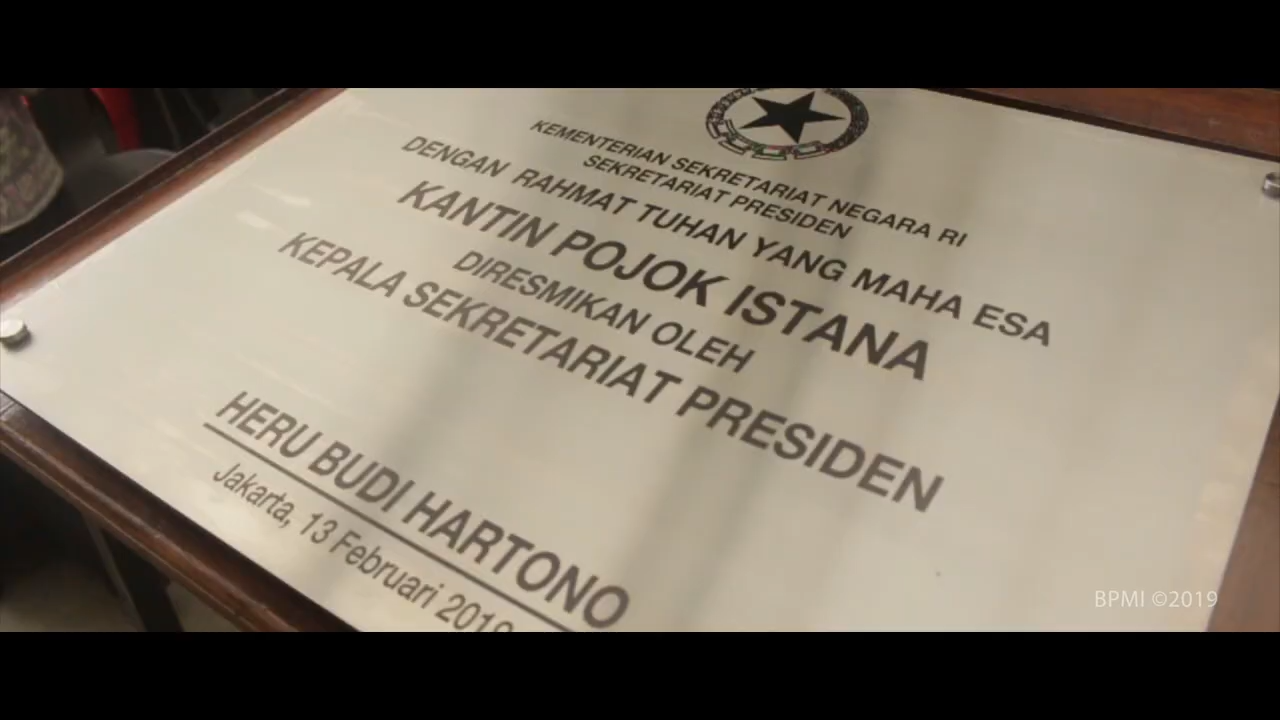 KEMENTERIAN SEKRETARIAT NEGARA RI
SEKRETARIAT PRESIDEN
DENGAN RAHMAT TUHAN YANG MAHA ESA
KANTIN POJOK ISTANA
DIRESMIKAN OLEH
KEPALA SEKRETARIAT PRESIDEN
HERU BUDI HARTONO
Jakarta, 13 Februari 2019
BPMI ©2019